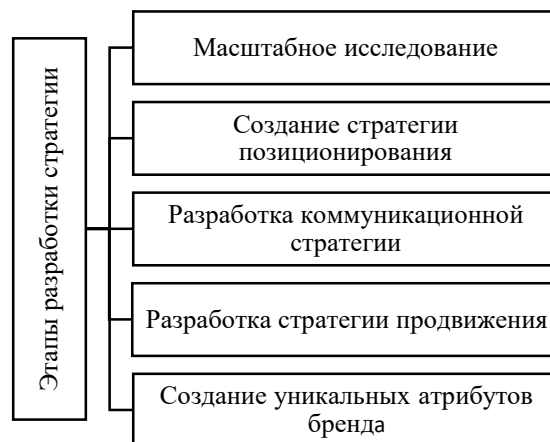 Этапы разработки стратегии
Масштабное исследование
Создание стратегии
позиционирования
Разработка коммуникационной
стратегии
Разработка стратегии продвижения
Создание уникальных атрибутов
бренда